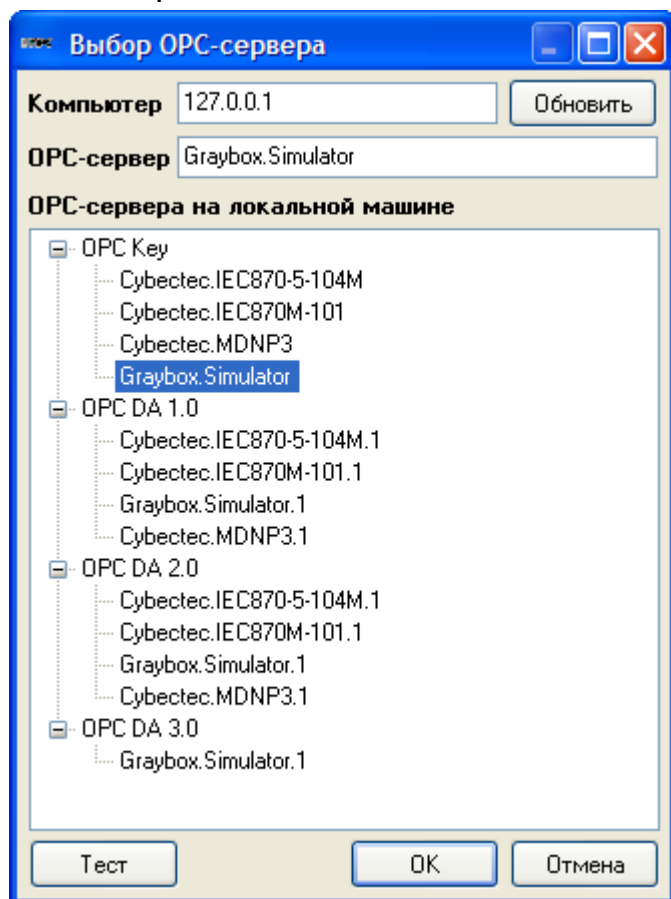 Выбор OPC-сервера
Компьютер 127.0.0.1 Обновить
OPC-сервер Graybox.Simulator
OPC-сервера на локальной машине
OPC Key
Cybectec.IEC870-5-104M
Cybectec.IEC870M-101
Cybectec.MDNP3
Graybox.Simulator
OPC DA 1.0
Cybectec.IEC870-5-104M.1
Cybectec.IEC870M-101.1
Graybox.Simulator.1
Cybectec.MDNP3.1
OPC DA 2.0
Cybectec.IEC870-5-104M.1
Cybectec.IEC870M-101.1
Graybox.Simulator.1
Cybectec.MDNP3.1
OPC DA 3.0
Graybox.Simulator.1
Тест OK Отмена